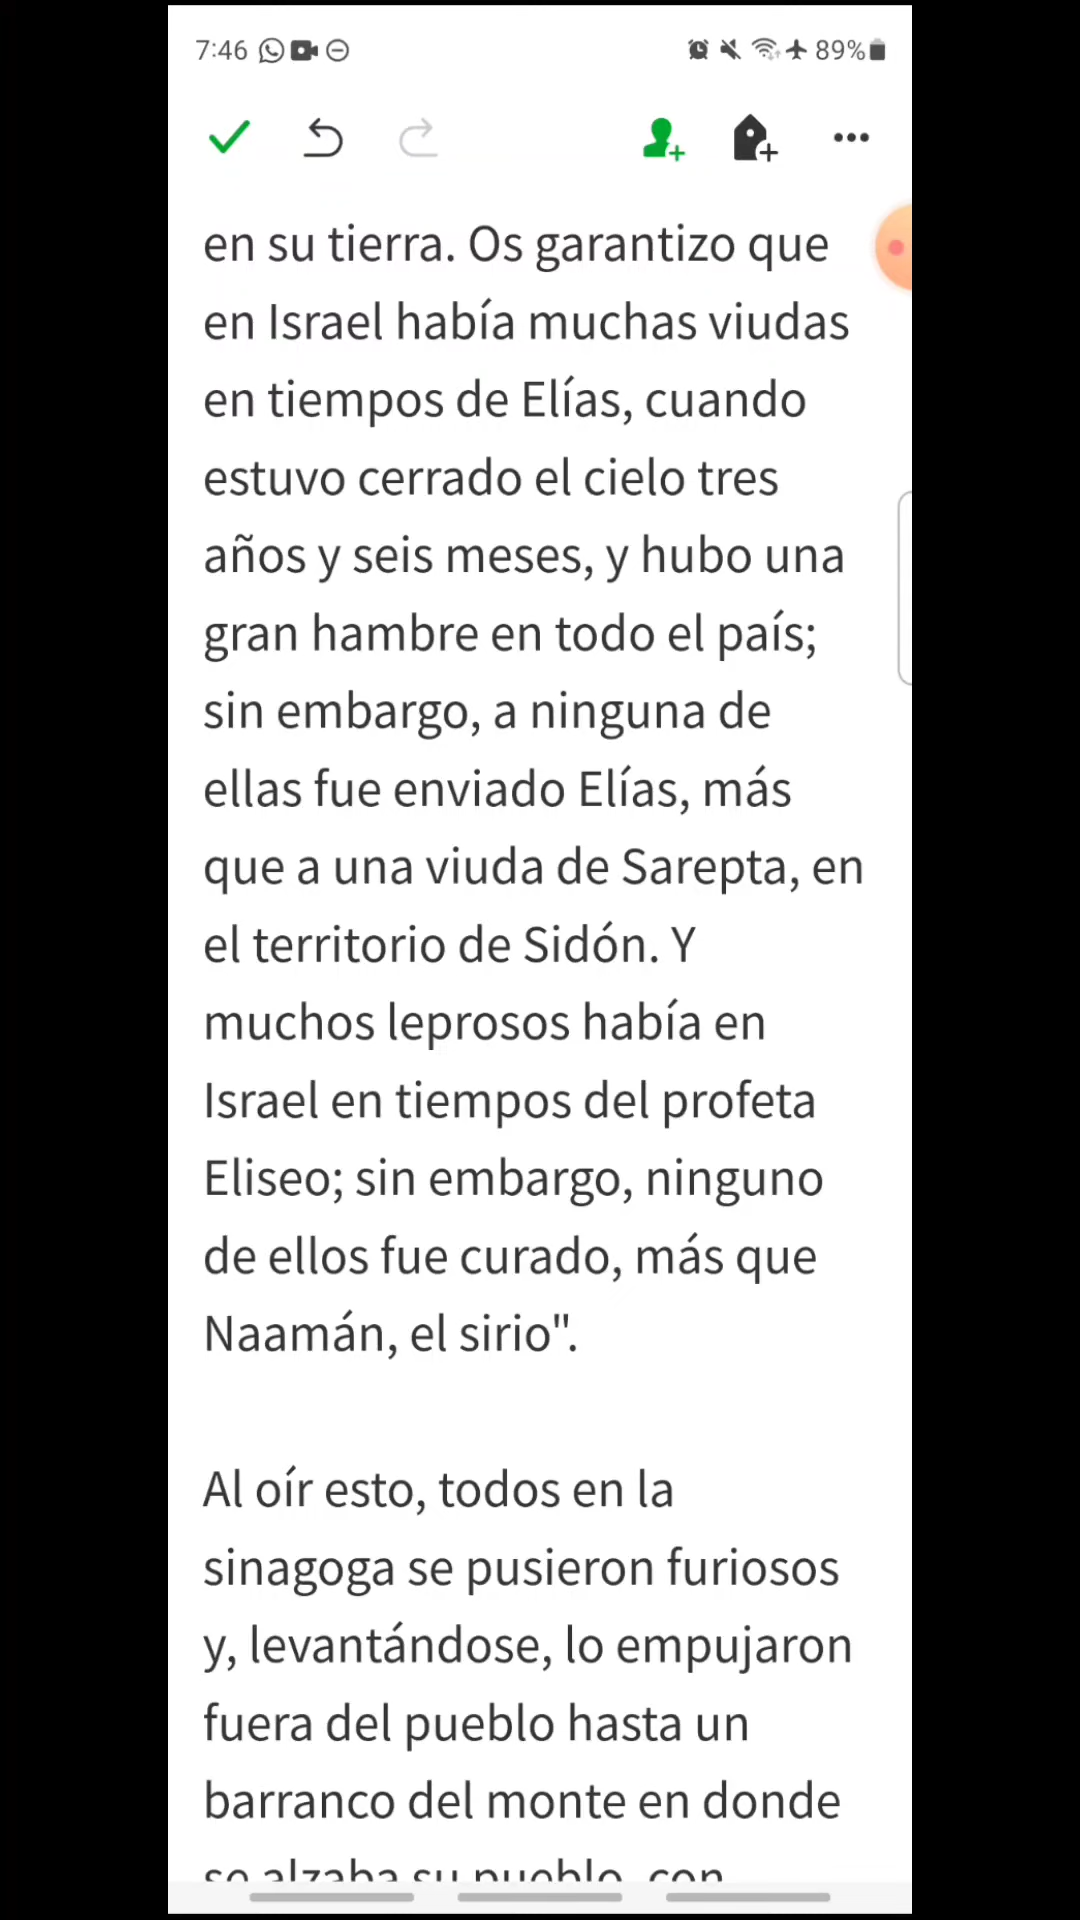 7:46
89%
en su tierra. Os garantizo que
en Israel había muchas viudas
en tiempos de Elías, cuando
estuvo cerrado el cielo tres
años y seis meses, y hubo una
gran hambre en todo el país;
sin embargo, a ninguna de
ellas fue enviado Elías, más
que a una viuda de Sarepta, en
el territorio de Sidón. Y
muchos leprosos había en
Israel en tiempos del profeta
Eliseo; sin embargo, ninguno
de ellos fue curado, más que
Naamán, el sirio".
Al oír esto, todos en la
sinagoga se pusieron furiosos
y, levantándose, lo empujaron
fuera del pueblo hasta un
barranco del monte en donde
se alzaba su pueblo, con